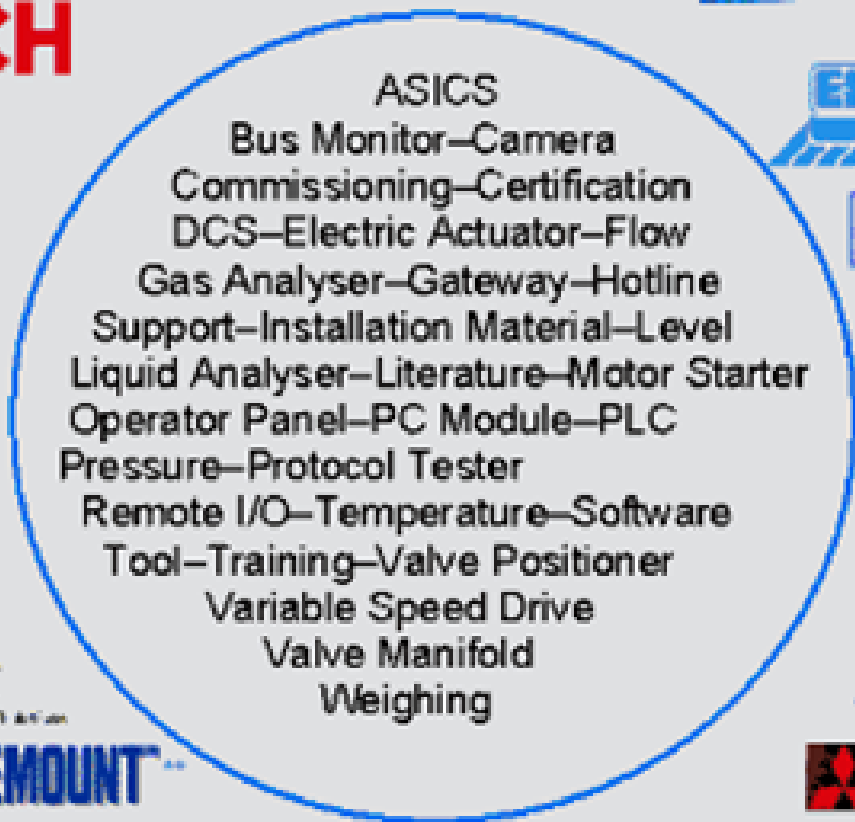 CH
ASICS
Bus Monitor–Camera
Commissioning–Certification
DCS–Electric Actuator–Flow
Gas Analyser–Gateway–Hotline
Support–Installation Material–Level
Liquid Analyser–Literature–Motor Starter
Operator Panel–PC Module–PLC
Pressure–Protocol Tester
Remote I/O–Temperature–Software
Tool–Training–Valve Positioner
Variable Speed Drive
Valve Manifold
Weighing
EMOUNT